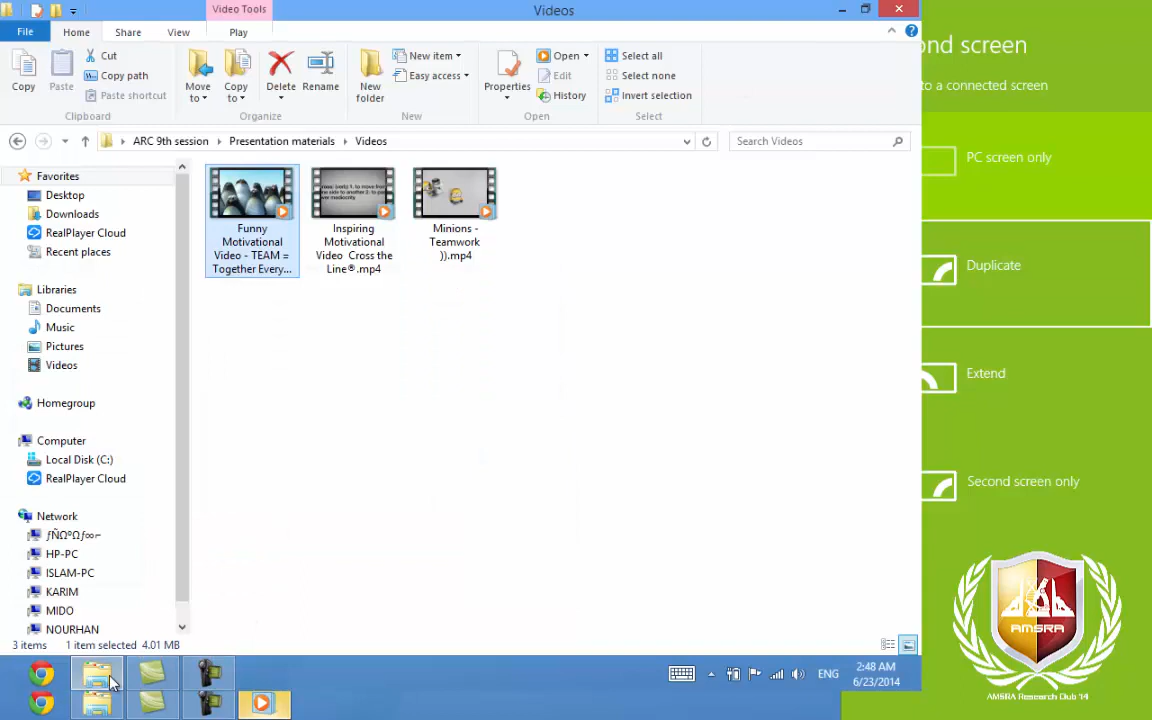 Video Tools
Videos
File
Home
Share
View
Play
Copy
Paste
Cut
Copy path
Paste shortcut
Clipboard
Move to
Copy to
Delete
Rename
Organize
New folder
New item
Easy access
New
Properties
Open
Edit
History
Open
Select all
Select none
Invert selection
Select
ARC 9th session
Presentation materials
Videos
Search Videos
Favorites
Desktop
Downloads
RealPlayer Cloud
Recent places
Libraries
Documents
Music
Pictures
Videos
Homegroup
Computer
Local Disk (C:)
RealPlayer Cloud
Network
HP-PC
ISLAM-PC
KARIM
MIDO
NOURHAN
Funny
Motivational
Video - TEAM =
Together Every...
Inspiring
Motivational
Video Cross the
Line®.mp4
Minions -
Teamwork
)).mp4
3 items
1 item selected 4.01 MB
ENG
2:48 AM
6/23/2014
ond screen
to a connected screen
PC screen only
Duplicate
Extend
Second screen only
AMSRA
AMSRA Research Club '14